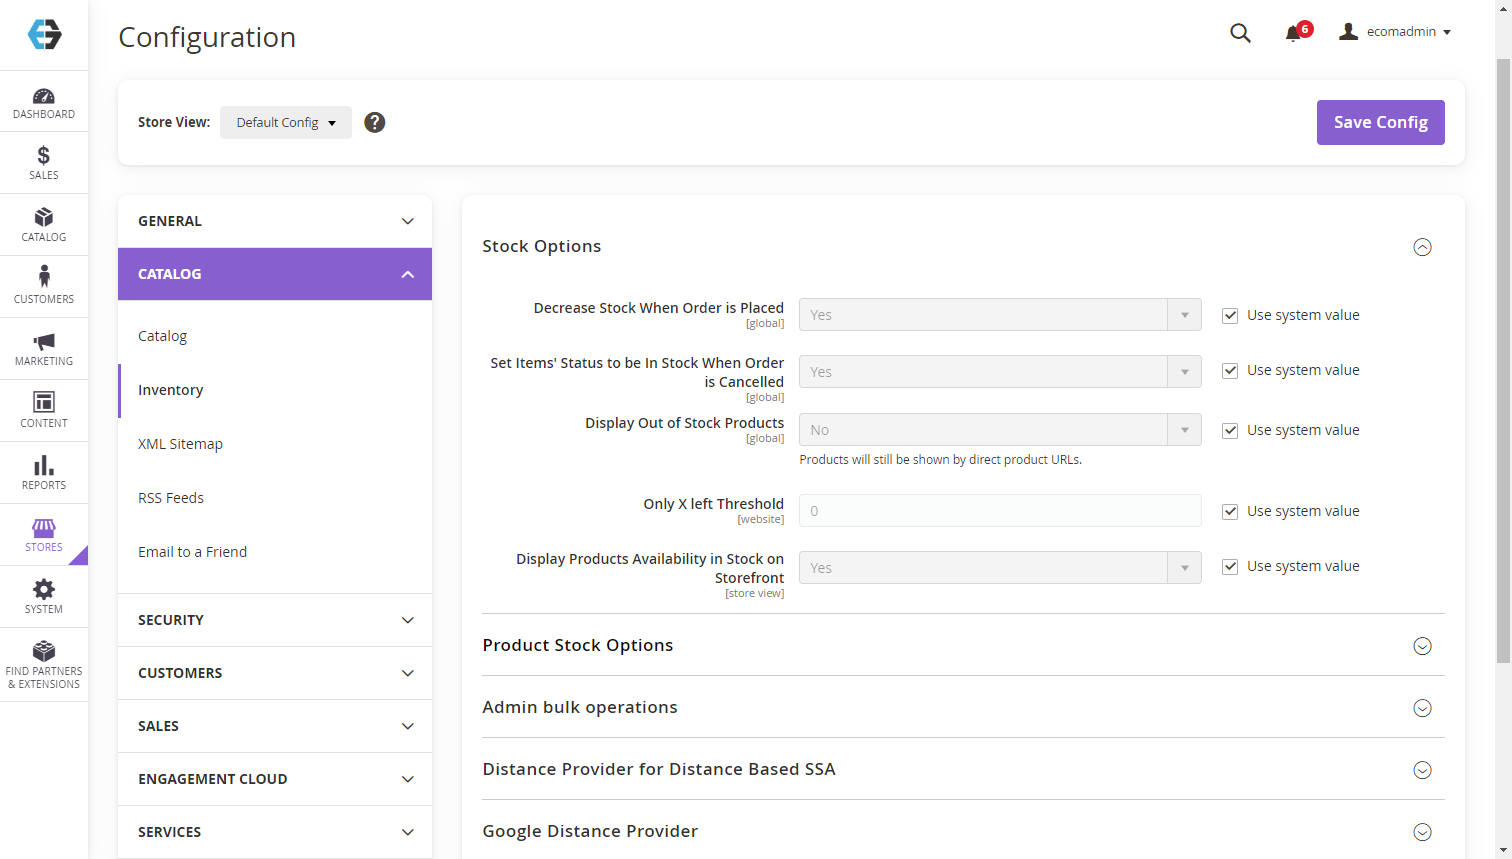 Configuration
6
ecomadmin
Store View:
Default Config
?
Save Config
DASHBOARD
$
SALES
CATALOG
CUSTOMERS
MARKETING
CONTENT
REPORTS
STORES
SYSTEM
FIND PARTNERS
& EXTENSIONS
GENERAL
CATALOG
Catalog
Inventory
XML Sitemap
RSS Feeds
Email to a Friend
SECURITY
CUSTOMERS
SALES
ENGAGEMENT CLOUD
SERVICES
Stock Options
Decrease Stock When Order is Placed
[global]
Yes
Use system value
Set Items' Status to be In Stock When Order
is Cancelled
[global]
Yes
Use system value
Display Out of Stock Products
[global]
No
Use system value
Products will still be shown by direct product URLs.
Only X left Threshold
[website]
0
Use system value
Display Products Availability in Stock on
Storefront
[store view]
Yes
Use system value
Product Stock Options
Admin bulk operations
Distance Provider for Distance Based SSA
Google Distance Provider